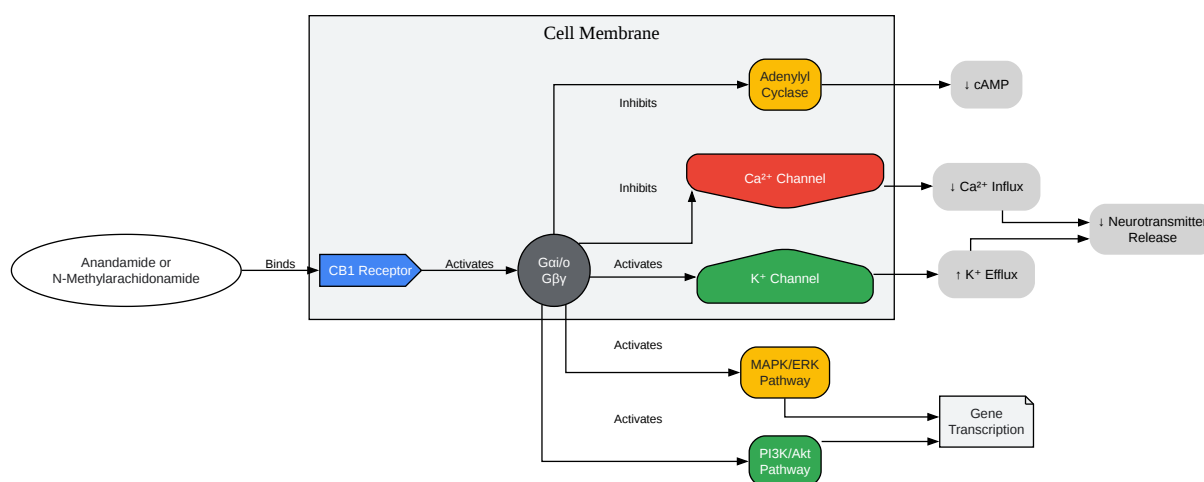 Cell Membrane
Adenylyl
Cyclase
↓ cAMP
Inhibits
Ca²⁺ Channel
Inhibits
↓ Ca²⁺ Influx
↓ Neurotransmitter
Release
Anandamide or
N-Methylarachidonamide
Binds
CB1 Receptor
Activates
Gαi/o
Gβγ
Activates
K⁺ Channel
↑ K⁺ Efflux
Activates
MAPK/ERK
Pathway
Gene
Transcription
Activates
PI3K/Akt
Pathway